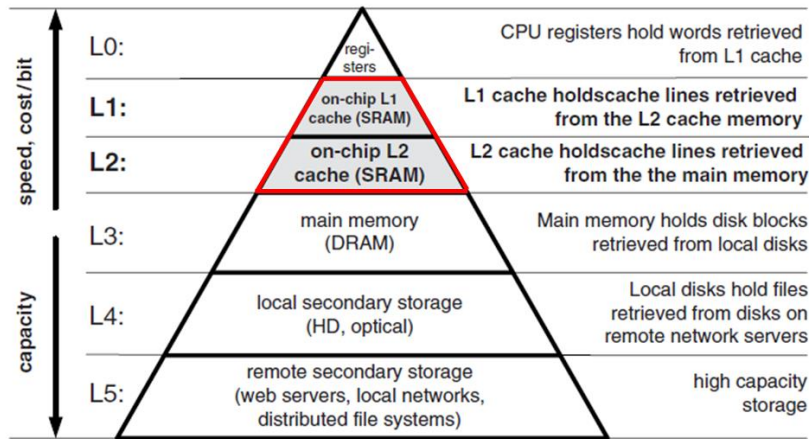 speed, cost/bit
capacity
L0:
regi-
sters
CPU registers hold words retrieved
from L1 cache
L1:
on-chip L1
cache (SRAM)
L1 cache holdscache lines retrieved
from the L2 cache memory
L2:
on-chip L2
cache (SRAM)
L2 cache holdscache lines retrieved
from the the main memory
L3:
main memory
(DRAM)
Main memory holds disk blocks
retrieved from local disks
L4:
local secondary storage
(HD, optical)
Local disks hold files
retrieved from disks on
remote network servers
L5:
remote secondary storage
(web servers, local networks,
distributed file systems)
high capacity
storage